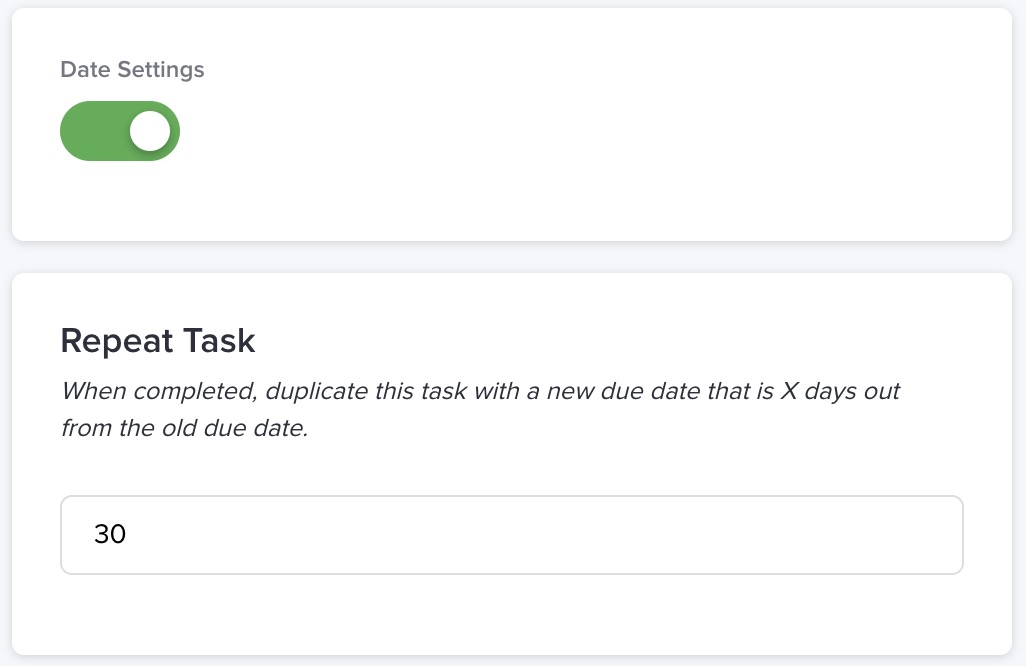 Date Settings
Repeat Task
When completed, duplicate this task with a new due date that is X days out
from the old due date.
30